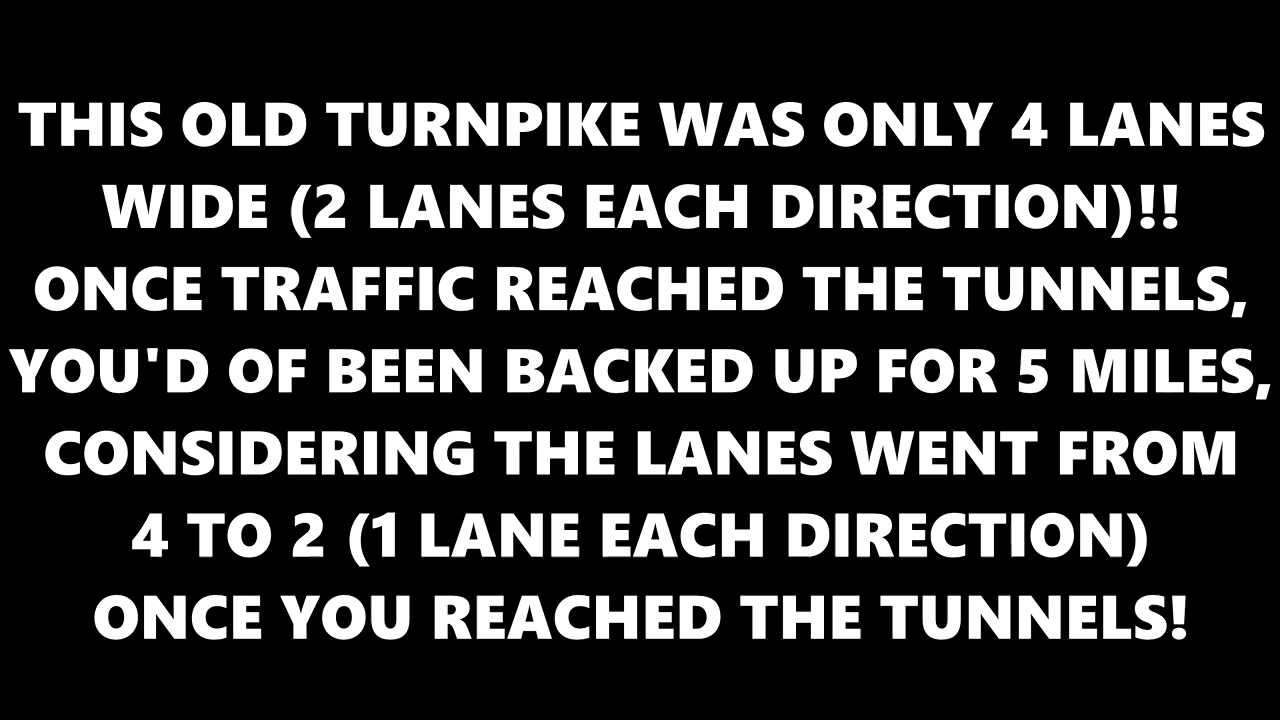 THIS OLD TURNPIKE WAS ONLY 4 LANES
WIDE (2 LANES EACH DIRECTION)!!
ONCE TRAFFIC REACHED THE TUNNELS,
YOU'D OF BEEN BACKED UP FOR 5 MILES,
CONSIDERING THE LANES WENT FROM
4 TO 2 (1 LANE EACH DIRECTION)
ONCE YOU REACHED THE TUNNELS!